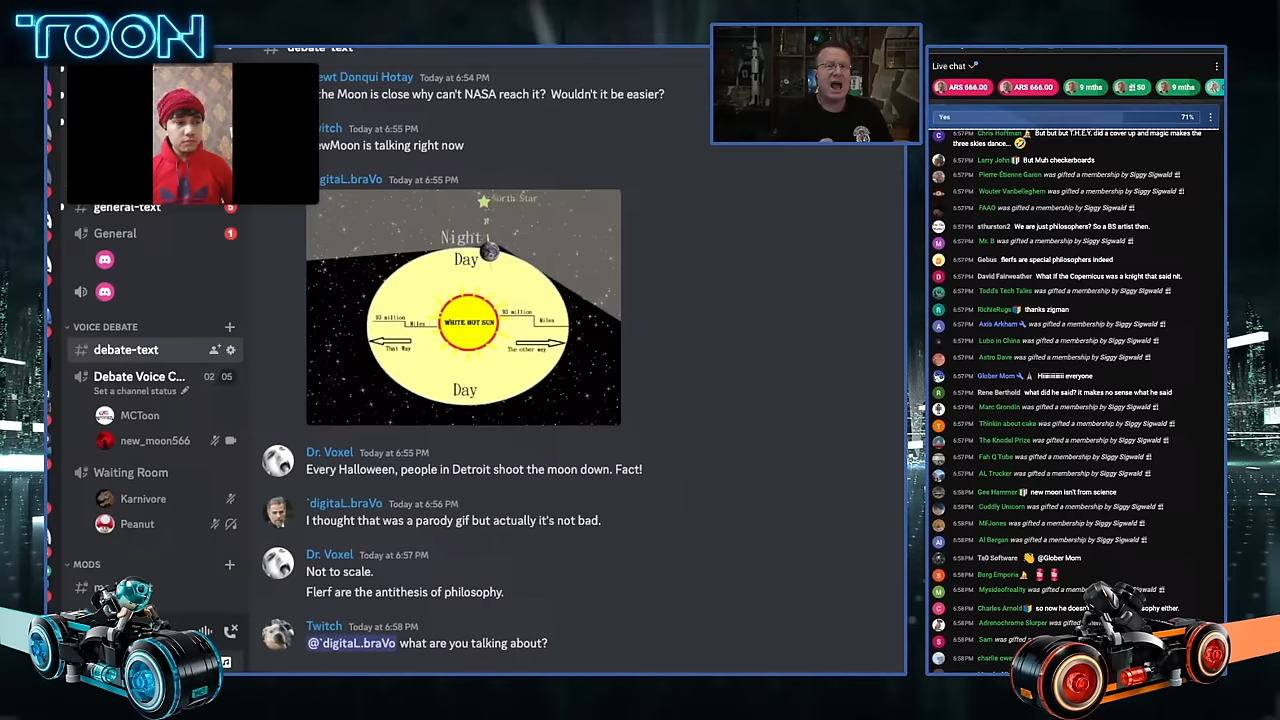 TOON
debate-text
ewt Donqui Hotay Today at 6:54 PM
the Moon is close why can't NASA reach it? Wouldn't it be easier?
witch Today at 6:55 PM
ewMoon is talking right now
igitaL.braVo Today at 6:55 PM
North Star
Night
Day
93 million
Miles
WHITE HOT SUN
93 million
Miles
That Way
The other way
Day
Dr. Voxel Today at 6:55 PM
Every Halloween, people in Detroit shoot the moon down. Fact!
`digitaL.braVo Today at 6:56 PM
I thought that was a parody gif but actually it's not bad.
Dr. Voxel Today at 6:57 PM
Not to scale.
Flerf are the antithesis of philosophy.
Twitch Today at 6:58 PM
@`digitaL.braVo what are you talking about?
general-text 5
General 1
VOICE DEBATE
debate-text
Debate Voice C... 02 05
Set a channel status
MCToon
new_moon566
Waiting Room
Karnivore
Peanut
MODS
Live chat
ARS 666.00 ARS 666.00 9 mths 50 9 mths
Yes 71%
6:57PM Chris Hoffman But but but T.H.E.Y. did a cover up and magic makes the
three skies dance...
6:57PM Larry John But Muh checkerboards
6:57PM Pierre-Étienne Garon was gifted a membership by Siggy Sigwald
6:57PM Wouter Vanbelleghem was gifted a membership by Siggy Sigwald
6:57PM FAAO was gifted a membership by Siggy Sigwald
6:57PM sthurston2 We are just philosophers? So a BS artist then.
6:57PM Mr. B was gifted a membership by Siggy Sigwald
6:57PM Gebus flerfs are special philosophers indeed
6:57PM David Fairweather What if the Copernicus was a knight that said nit.
6:57PM Todd's Tech Tales was gifted a membership by Siggy Sigwald
6:57PM RichieRugs thanks zigman
6:57PM Axis Arkham was gifted a membership by Siggy Sigwald
6:57PM Lubo in China was gifted a membership by Siggy Sigwald
6:57PM Astro Dave was gifted a membership by Siggy Sigwald
6:57PM Glober Mom Hiiiiiiiiiii everyone
6:57PM Rene Berthold what did he said? it makes no sense what he said
6:57PM Marc Grondin was gifted a membership by Siggy Sigwald
6:57PM Thinkin about cake was gifted a membership by Siggy Sigwald
6:57PM The Knodel Prize was gifted a membership by Siggy Sigwald
6:57PM Fah Q Tube was gifted a membership by Siggy Sigwald
6:57PM AL Trucker was gifted a membership by Siggy Sigwald
6:58PM Gee Hammer new moon isn't from science
6:58PM Cuddly Unicorn was gifted a membership by Siggy Sigwald
6:58PM MFJones was gifted a membership by Siggy Sigwald
6:58PM Al Bergan was gifted a membership by Siggy Sigwald
6:58PM Ta0 Software @Glober Mom
6:58PM Borg Emporia
6:58PM Mysideofreality was gifted a membership by Siggy Sigwald
6:58PM Charles Arnold so now he doesn sophy either.
6:58PM Adrenochrome Slurper was gifted
6:58PM Sam was gifted
6:58PM charlie